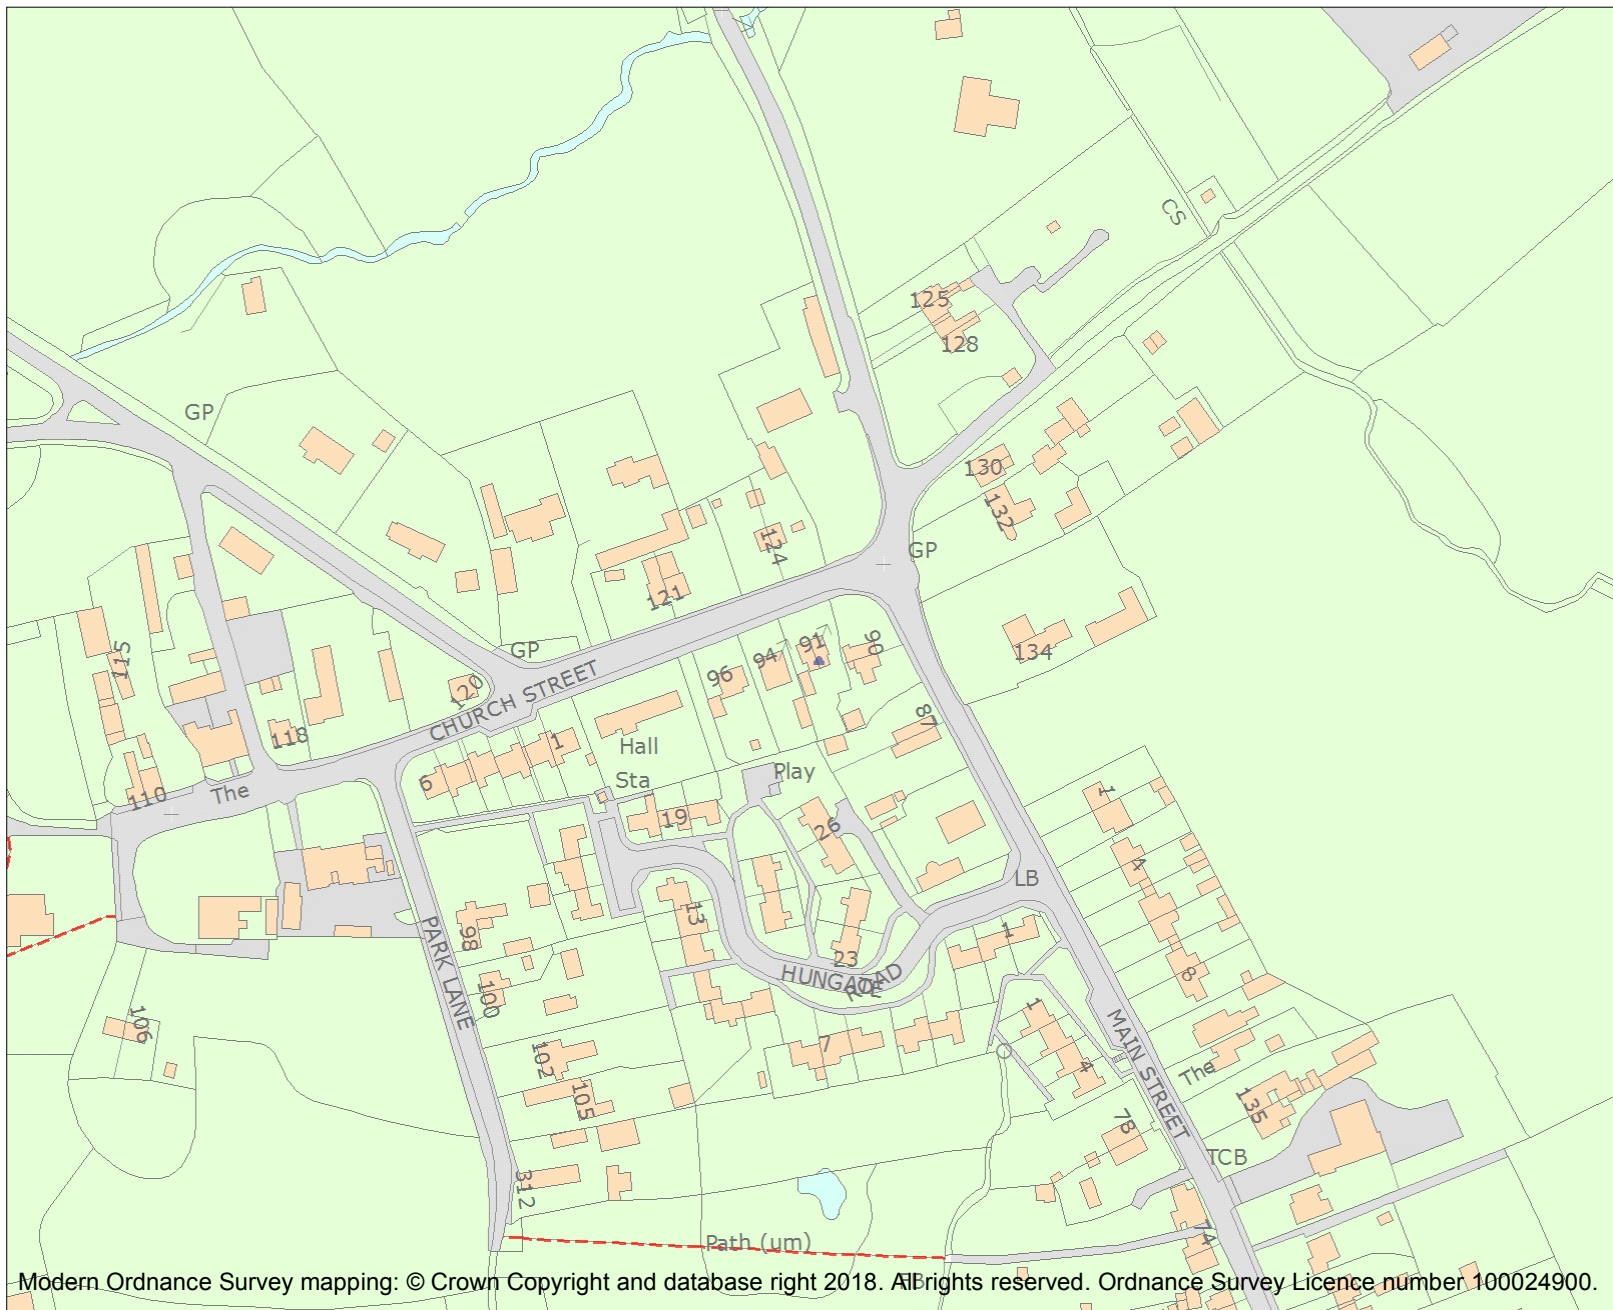 CS
125
128
GP
130
132
124
GP
121
134
115
GP
91
90
94
96
120
CHURCH STREET
87
118
Hall
1
6
Sta
Play
1
110
The
19
26
4
LB
13
98
PARK LANE
1
23
HUNGATE
ROAD
8
100
1
106
MAIN STREET
7
102
4
The
105
135
78
TCB
312
74
Path (um)
Modern Ordnance Survey mapping: © Crown Copyright and database right 2018. All rights reserved. Ordnance Survey Licence number 100024900.